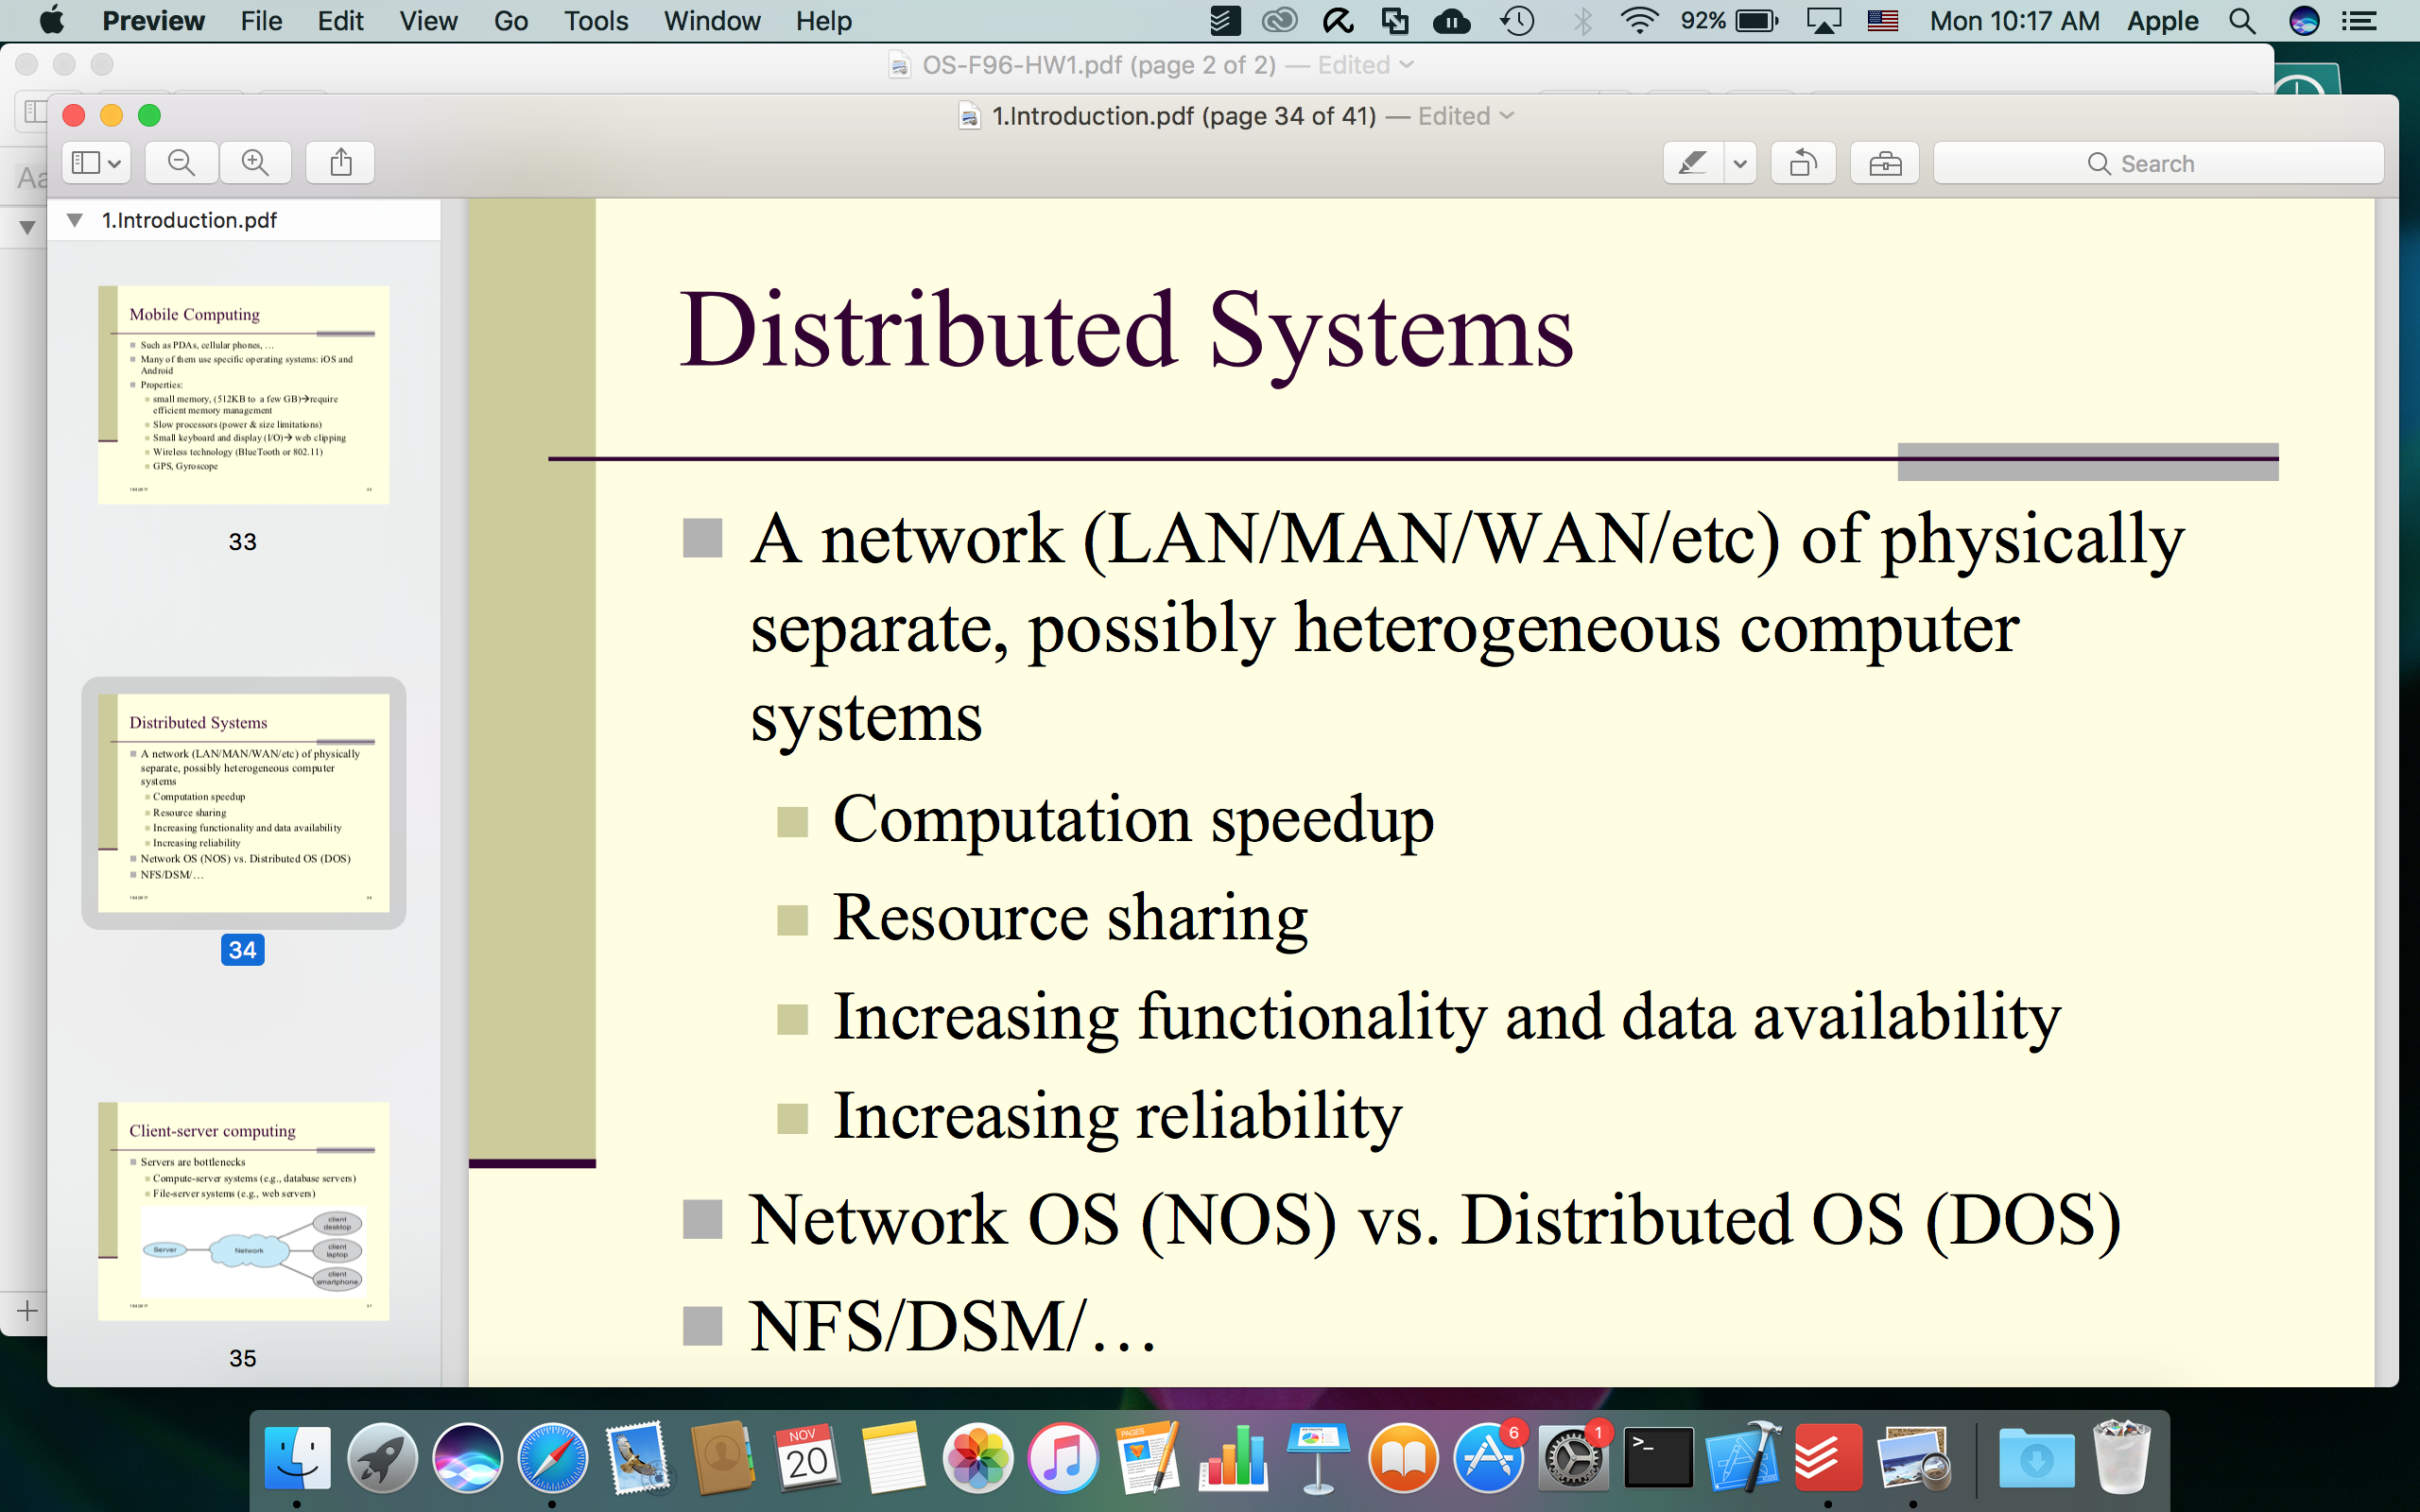 Preview File Edit View Go Tools Window Help 92% Mon 10:17 AM Apple
OS-F96-HW1.pdf (page 2 of 2) — Edited
1.Introduction.pdf (page 34 of 41) — Edited
Search
Aa
1.Introduction.pdf
Mobile Computing
Such as PDAs, cellular phones, …
Many of them use specific operating systems: iOS and
Android
Properties:
small memory, (512KB to a few GB)→require
efficient memory management
Slow processors (power & size limitations)
Small keyboard and display (I/O)→ web clipping
Wireless technology (BlueTooth or 802.11)
GPS, Gyroscope
33
Distributed Systems
A network (LAN/MAN/WAN/etc) of physically
separate, possibly heterogeneous computer
systems
Computation speedup
Resource sharing
Increasing functionality and data availability
Increasing reliability
Network OS (NOS) vs. Distributed OS (DOS)
NFS/DSM/…
34
Client-server computing
Servers are bottlenecks
Compute-server systems (e.g., database servers)
File-server systems (e.g., web servers)
Server
Network
client
desktop
client
laptop
client
smartphone
35
Distributed Systems
A network (LAN/MAN/WAN/etc) of physically
separate, possibly heterogeneous computer
systems
Computation speedup
Resource sharing
Increasing functionality and data availability
Increasing reliability
Network OS (NOS) vs. Distributed OS (DOS)
NFS/DSM/…
NOV
20
PAGES
6
1
>_